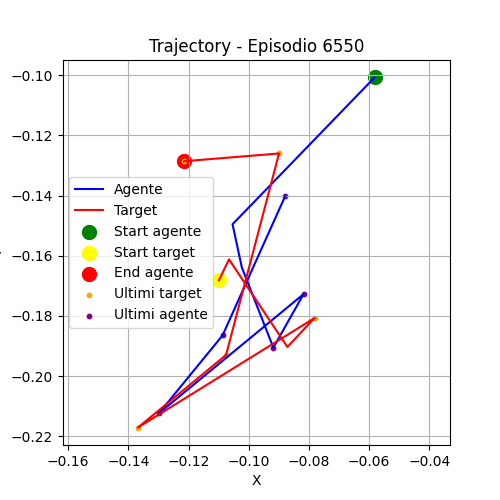 Trajectory - Episodio 6550
−0.10
−0.12
−0.14
−0.16
−0.18
−0.20
−0.22
Agente
Target
Start agente
Start target
End agente
Ultimi target
Ultimi agente
−0.16 −0.14 −0.12 −0.10 −0.08 −0.06 −0.04
X